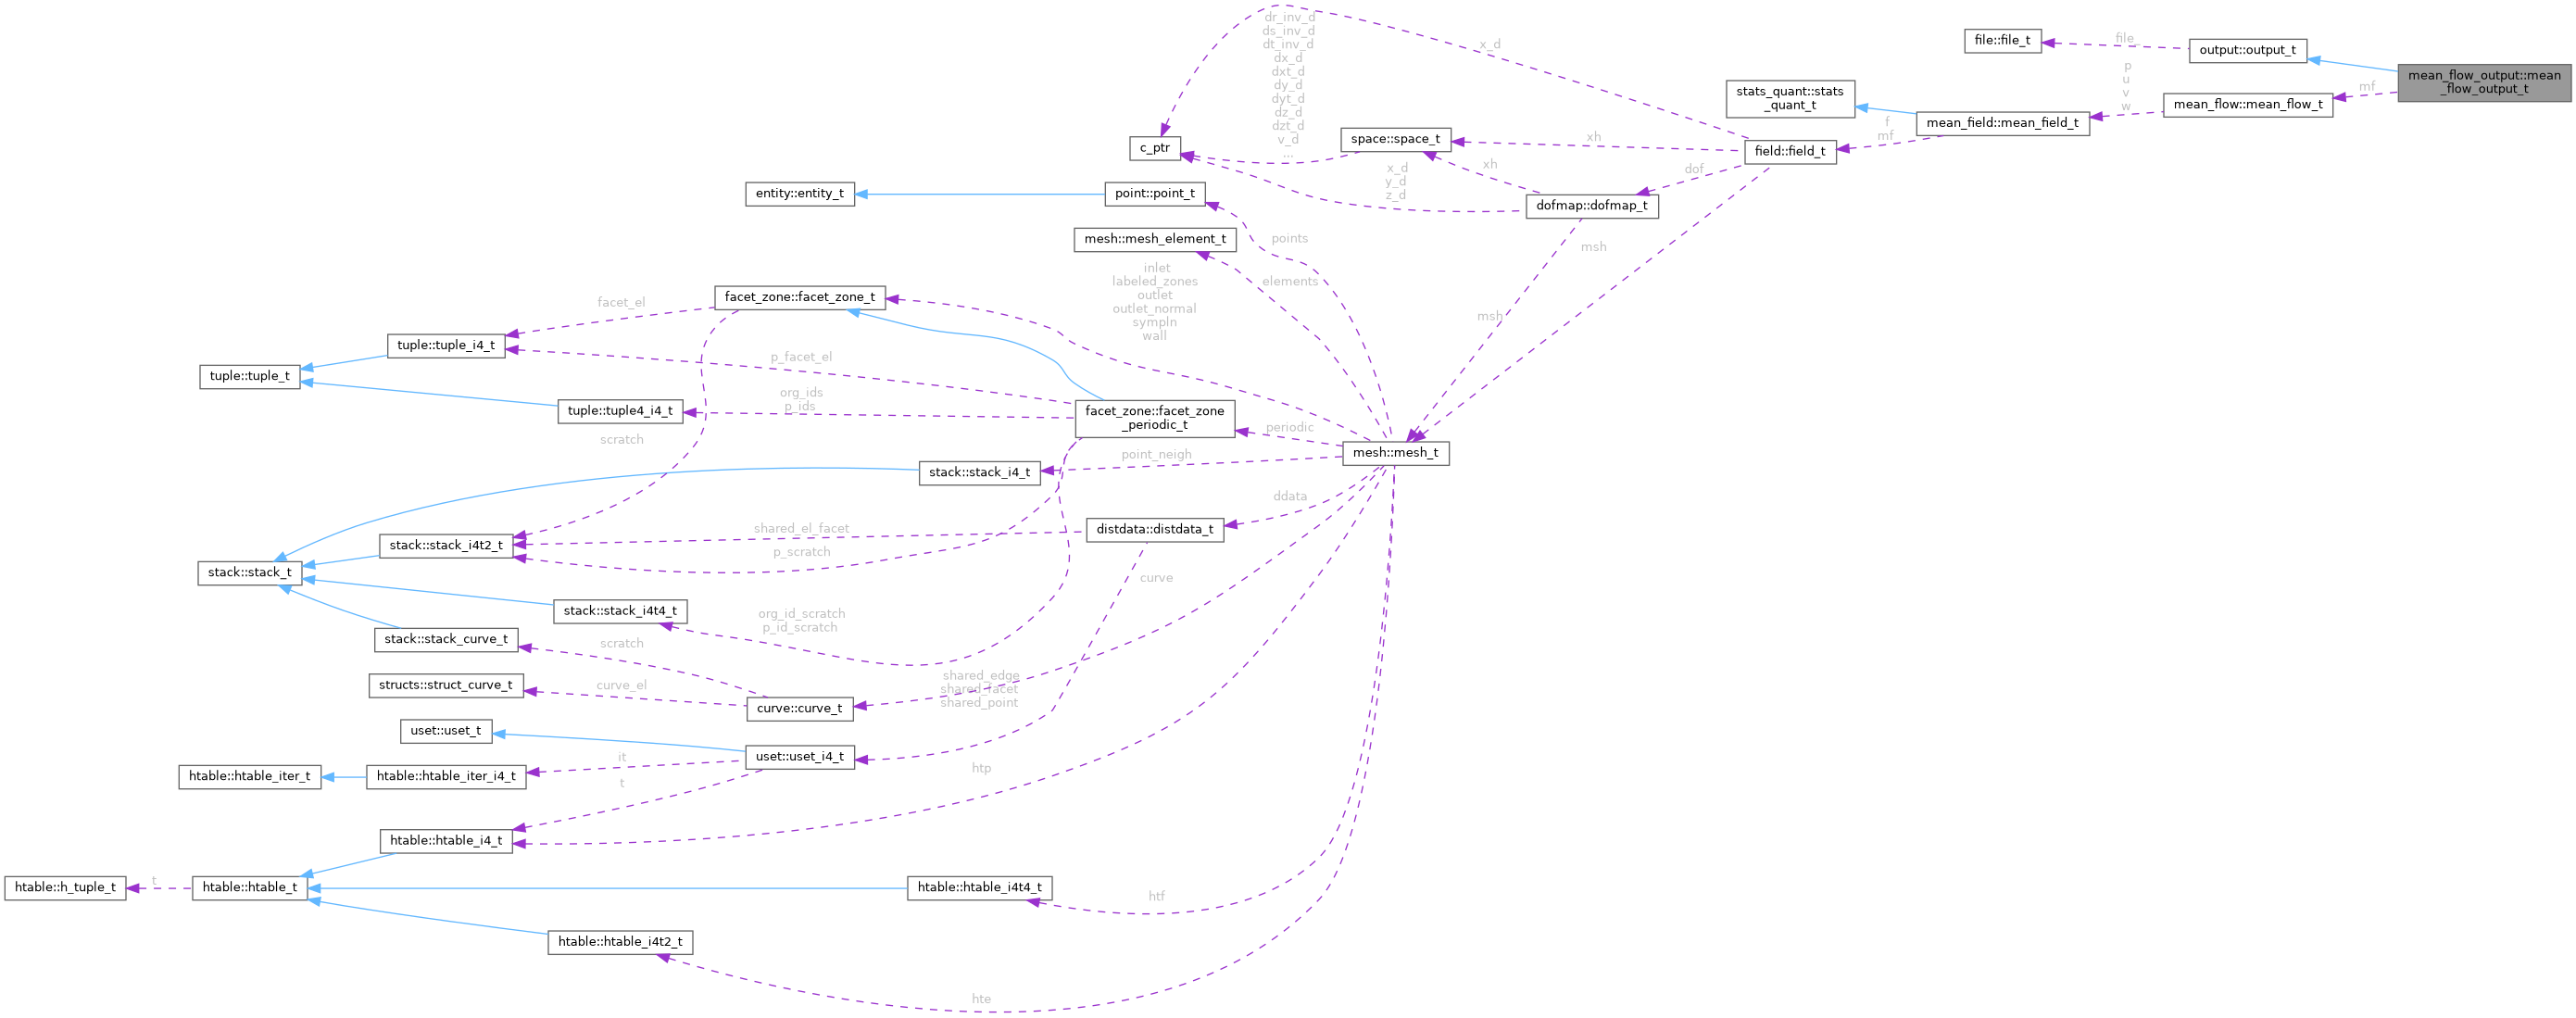 dr_inv_d
ds_inv_d
dt_inv_d
dx_d
dxt_d
dy_d
dyt_d
dz_d
dzt_d
v_d
...
x_d
file::file_t
file_
output::output_t
mean_flow_output::mean
_flow_output_t
mf
p
u
v
w
mean_flow::mean_flow_t
stats_quant::stats
_quant_t
mean_field::mean_field_t
f
mf
field::field_t
xh
space::space_t
c_ptr
xh
dof
x_d
y_d
z_d
dofmap::dofmap_t
entity::entity_t
point::point_t
points
mesh::mesh_element_t
msh
elements
inlet
labeled_zones
outlet
outlet_normal
sympln
wall
msh
facet_zone::facet_zone_t
facet_el
tuple::tuple_i4_t
p_facet_el
tuple::tuple_t
org_ids
p_ids
tuple::tuple4_i4_t
facet_zone::facet_zone
_periodic_t
periodic
scratch
mesh::mesh_t
point_neigh
stack::stack_i4_t
ddata
shared_el_facet
distdata::distdata_t
stack::stack_i4t2_t
p_scratch
stack::stack_t
curve
stack::stack_i4t4_t
org_id_scratch
p_id_scratch
stack::stack_curve_t
scratch
structs::struct_curve_t
curve_el
shared_edge
shared_facet
shared_point
curve::curve_t
uset::uset_t
uset::uset_i4_t
it
htable::htable_iter_t
htable::htable_iter_i4_t
t
htp
htable::htable_i4_t
htable::h_tuple_t
t
htable::htable_t
htable::htable_i4t4_t
htf
htable::htable_i4t2_t
hte